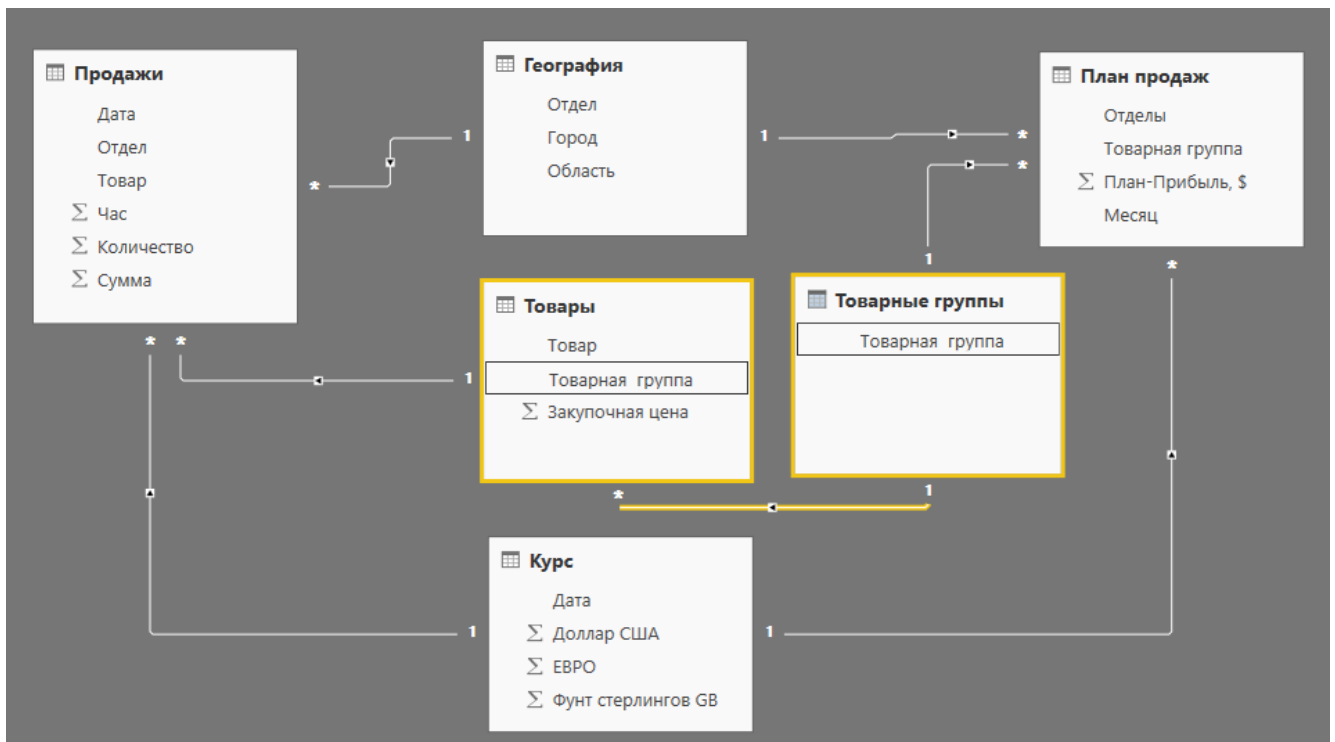 Продажи
Дата
Отдел
Товар
Σ Час
Σ Количество
Σ Сумма
География
Отдел
Город
Область
План продаж
Отделы
Товарная группа
Σ План-Прибыль, $
Месяц
Товары
Товар
Товарная группа
Σ Закупочная цена
Товарные группы
Товарная группа
Курс
Дата
Σ Доллар США
Σ ЕВРО
Σ Фунт стерлингов GB
*
1
1
*
*
1
*
*
1
*
*
1
1
1